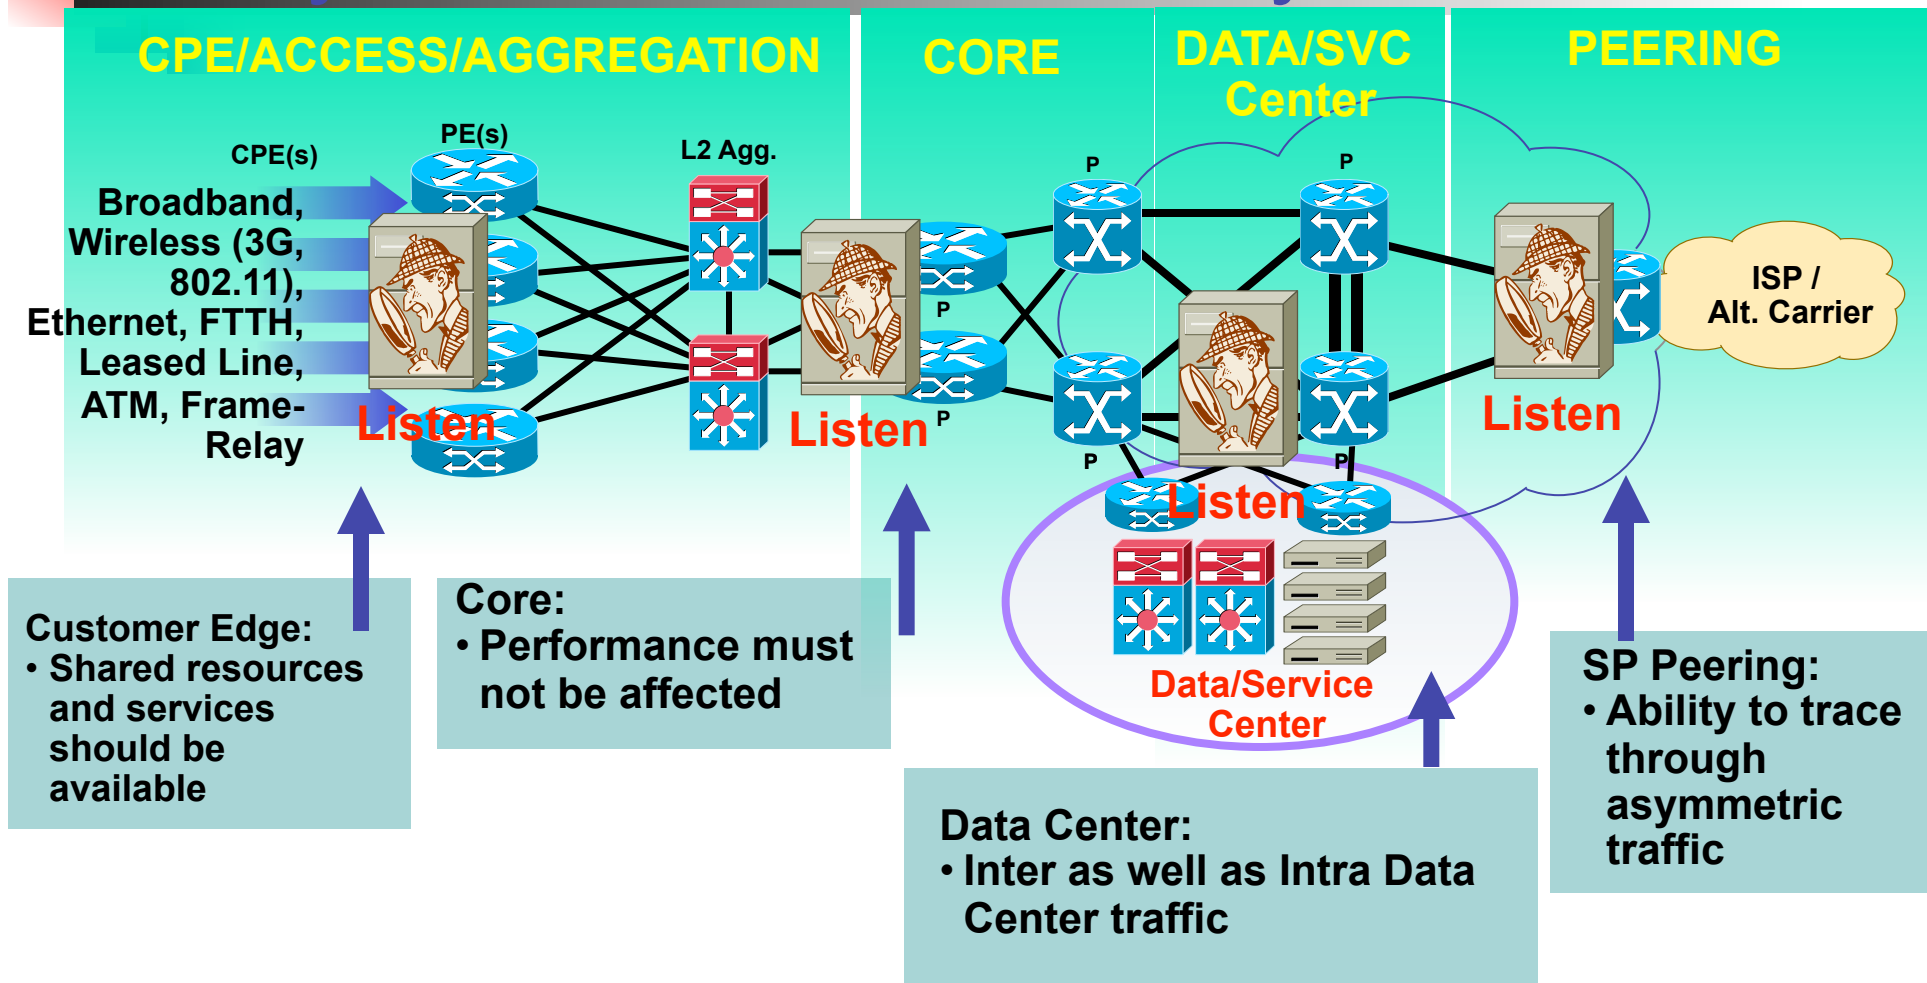 CPE/ACCESS/AGGREGATION
CORE
DATA/SVC
Center
PEERING
CPE(s)
PE(s)
L2 Agg.
Broadband,
Wireless (3G,
802.11),
Ethernet, FTTH,
Leased Line,
ATM, Frame-
Relay
Listen
Listen
P
P
P
P
P
P
Listen
Listen
ISP /
Alt. Carrier
Data/Service
Center
Customer Edge:
• Shared resources
and services
should be
available
Core:
• Performance must
not be affected
Data Center:
• Inter as well as Intra Data
Center traffic
SP Peering:
• Ability to trace
through
asymmetric
traffic